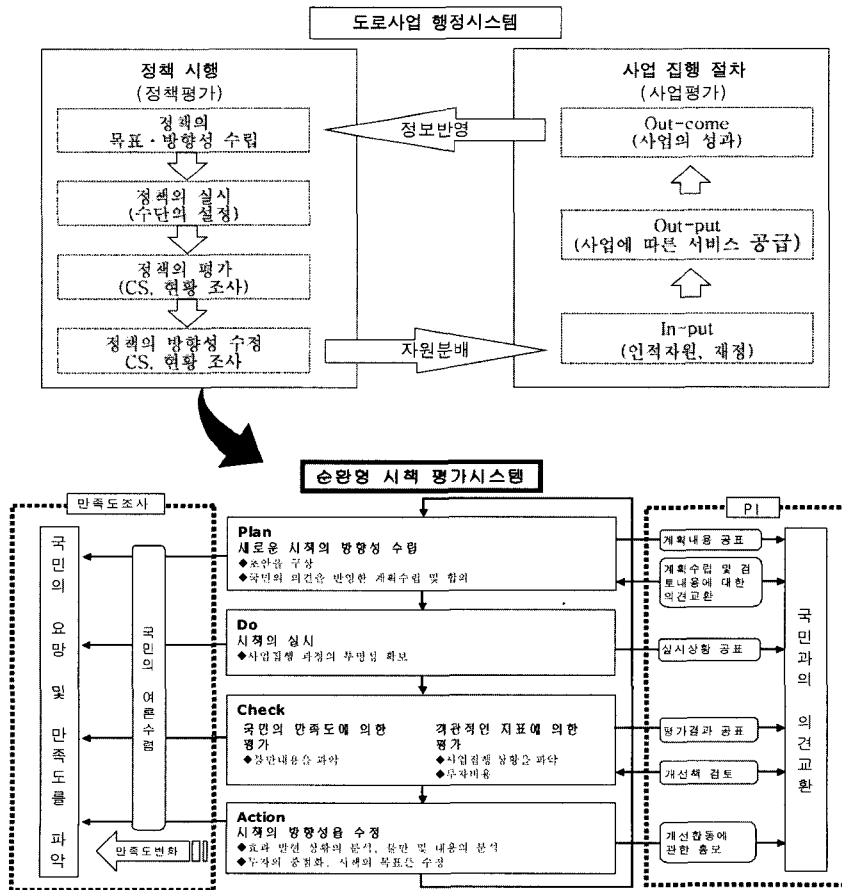 도로사업 행정시스템
정책 시행
(정책평가)
정책의
목표·방향성 수립
정책의 실시
(수단의 설정)
정책의 평가
(CS, 현황 조사)
정책의 방향성 수정
CS, 현황 조사
정보반영
자원분배
사업 집행 절차
(사업평가)
Out-come
(사업의 성과)
Out-put
(사업에 따른 서비스 공급)
In-put
(인적자원, 재정)
순환형 시책 평가시스템
만족도조사
국민의 요망 및 만족도를 파악
국민의 여론수렴
만족도변화
Plan
새로운 시책의 방향성 수립
◆초안을 구상
◆국민의 의견을 반영한 계획수립 및 합의
Do
시책의 실시
◆사업집행 과정의 투명성 확보
Check
국민의 만족도에 의한
평가
◆불만내용을 파악
객관적인 지표에 의한
평가
◆사업집행 상황을 파악
◆투자비용
Action
시책의 방향성을 수정
◆효과 발현 상황의 분석, 불만 및 내용의 분석
◆투자의 중점화, 시책의 목표를 수정
PI
계획내용 공표
계획수립 및 검
토내용에 대한
의견교환
실시상황 공표
평가결과 공표
개선책 검토
개선합동에
관한 홍보
국민과의 의견교환